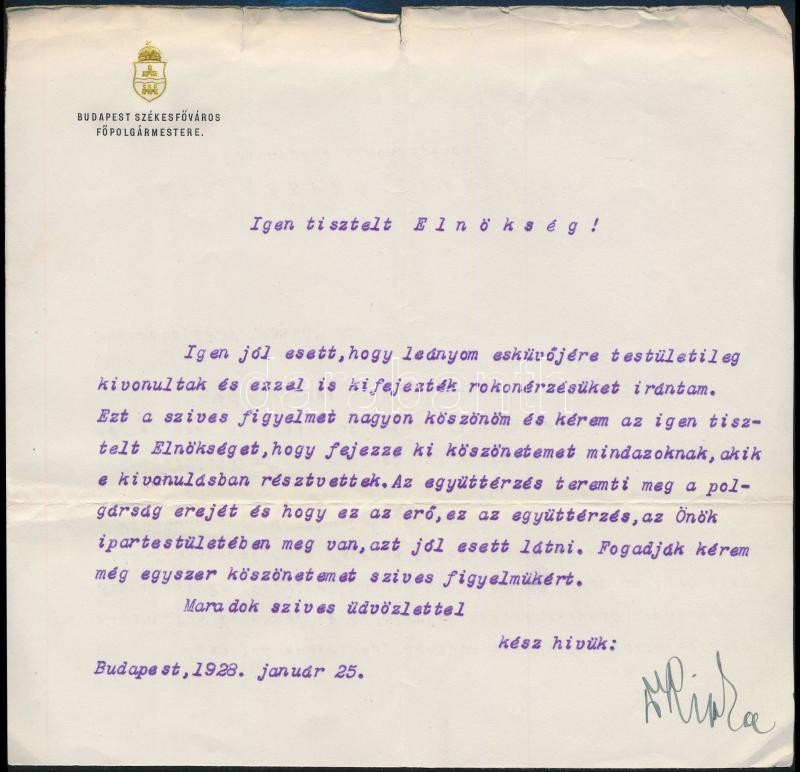 BUDAPEST SZÉKESFŐVÁROS
FŐPOLGÁRMESTERE.
Igen tisztelt Elnökség!
Igen jól esett,hogy leányom esküvőjére testületileg
kivonultak és ezzel is kifejezték rokonérzésüket irántam.
Ezt a szives figyelmet nagyon köszönöm és kérem az igen tisz-
telt Elnökséget,hogy fejezze ki köszönetemet mindazoknak,akik
e kivonulásban résztvettek.Az együttérzés teremti meg a pol-
gárság erejét és hogy ez az erő,ez az együttérzés,az Önök
ipartestületében meg van,azt jól esett látni. Fogadják kérem
még egyszer köszönetemet szives figyelmükért.
Maradok szives üdvözlettel
kész hivük:
Budapest,1928. január 25.
darabanth